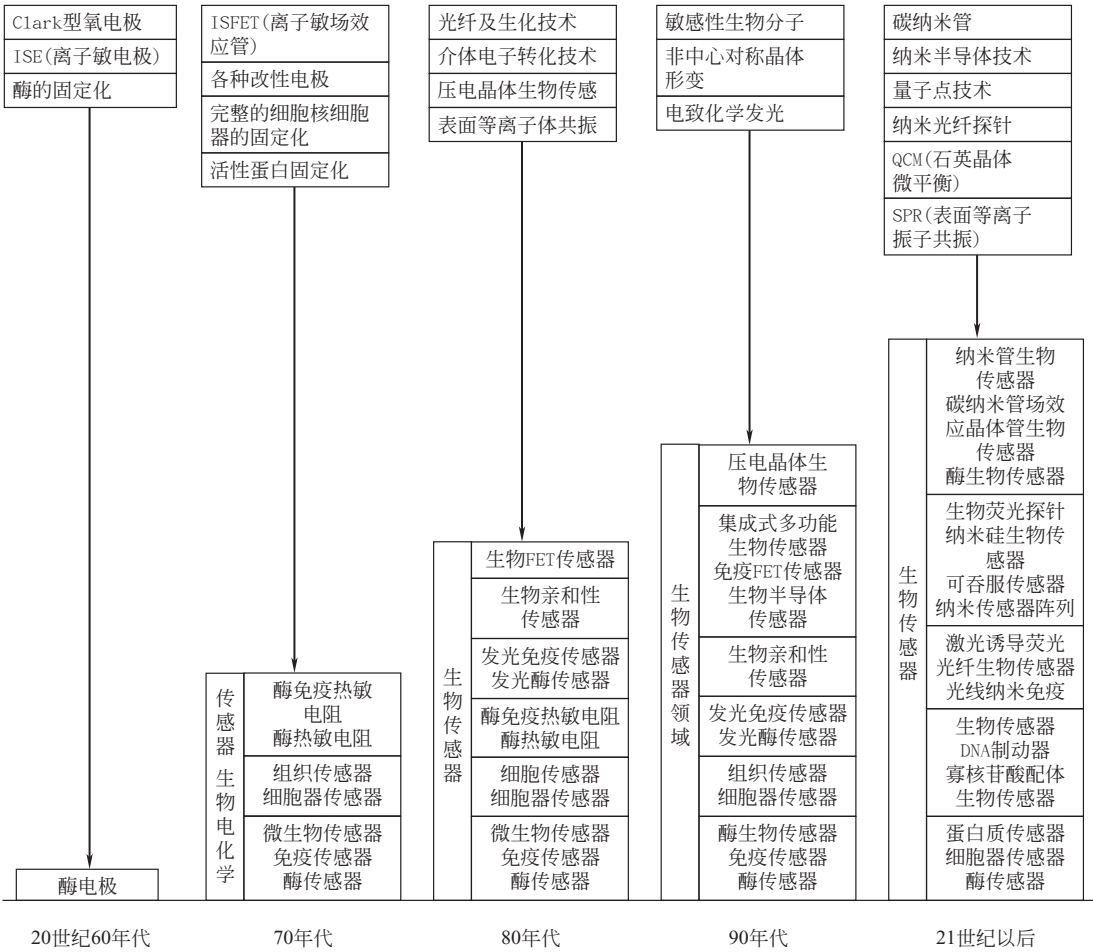 Clark型氧电极
ISE(离子敏电极)
酶的固定化
酶电极
20世纪60年代
ISFET(离子敏场效
应管)
各种改性电极
完整的细胞核细胞
器的固定化
活性蛋白固定化
传感器 生物电化学
酶免疫热敏
电阻
酶热敏电阻
组织传感器
细胞器传感器
微生物传感器
免疫传感器
酶传感器
70年代
光纤及生化技术
介体电子转化技术
压电晶体生物传感
表面等离子体共振
生物传感器
生物FET传感器
生物亲和性
传感器
发光免疫传感器
发光酶传感器
酶免疫热敏电阻
酶热敏电阻
细胞传感器
细胞器传感器
微生物传感器
免疫传感器
酶传感器
80年代
敏感性生物分子
非中心对称晶体
形变
电致化学发光
生物传感器领域
压电晶体生
物传感器
集成式多功能
生物传感器
免疫FET传感器
生物半导体
传感器
生物亲和性
传感器
发光免疫传感器
发光酶传感器
组织传感器
细胞器传感器
酶生物传感器
免疫传感器
酶传感器
90年代
碳纳米管
纳米半导体技术
量子点技术
纳米光纤探针
QCM(石英晶体
微平衡)
SPR(表面等离子
振子共振)
生物传感器
纳米管生物
传感器
碳纳米管场效
应晶体管生物
传感器
酶生物传感器
生物荧光探针
纳米硅生物传
感器
可吞服传感器
纳米传感器阵列
激光诱导荧光
光纤生物传感器
光线纳米免疫
生物传感器
DNA制动器
寡核苷酸配体
生物传感器
蛋白质传感器
细胞器传感器
酶传感器
21世纪以后